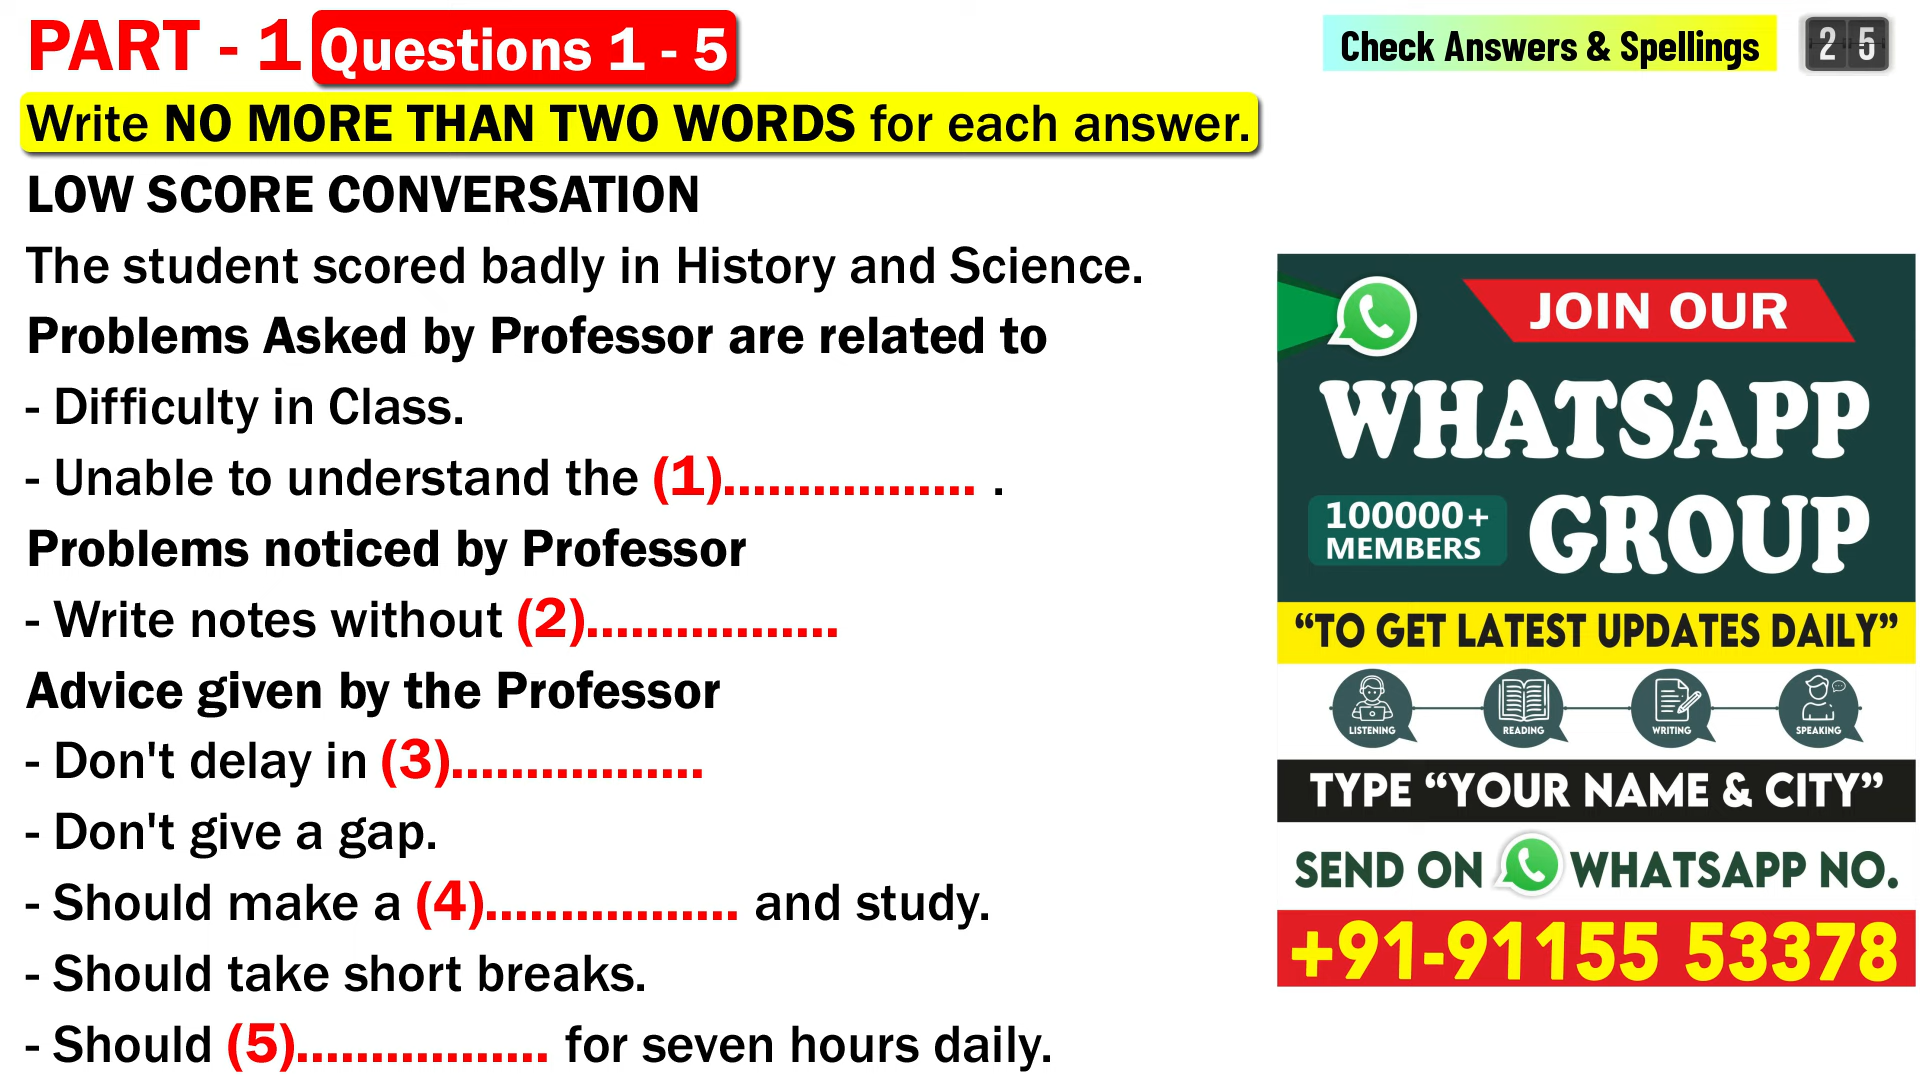 PART - 1 Questions 1 - 5
Check Answers & Spellings 25
Write NO MORE THAN TWO WORDS for each answer.
LOW SCORE CONVERSATION
The student scored badly in History and Science.
Problems Asked by Professor are related to
- Difficulty in Class.
- Unable to understand the (1)................. .
Problems noticed by Professor
- Write notes without (2).................
Advice given by the Professor
- Don't delay in (3).................
- Don't give a gap.
- Should make a (4)................. and study.
- Should take short breaks.
- Should (5)................. for seven hours daily.
JOIN OUR
WHATSAPP
100000+
MEMBERS
GROUP
“TO GET LATEST UPDATES DAILY”
LISTENING READING WRITING SPEAKING
TYPE “YOUR NAME & CITY”
SEND ON WHATSAPP NO.
+91-91155 53378